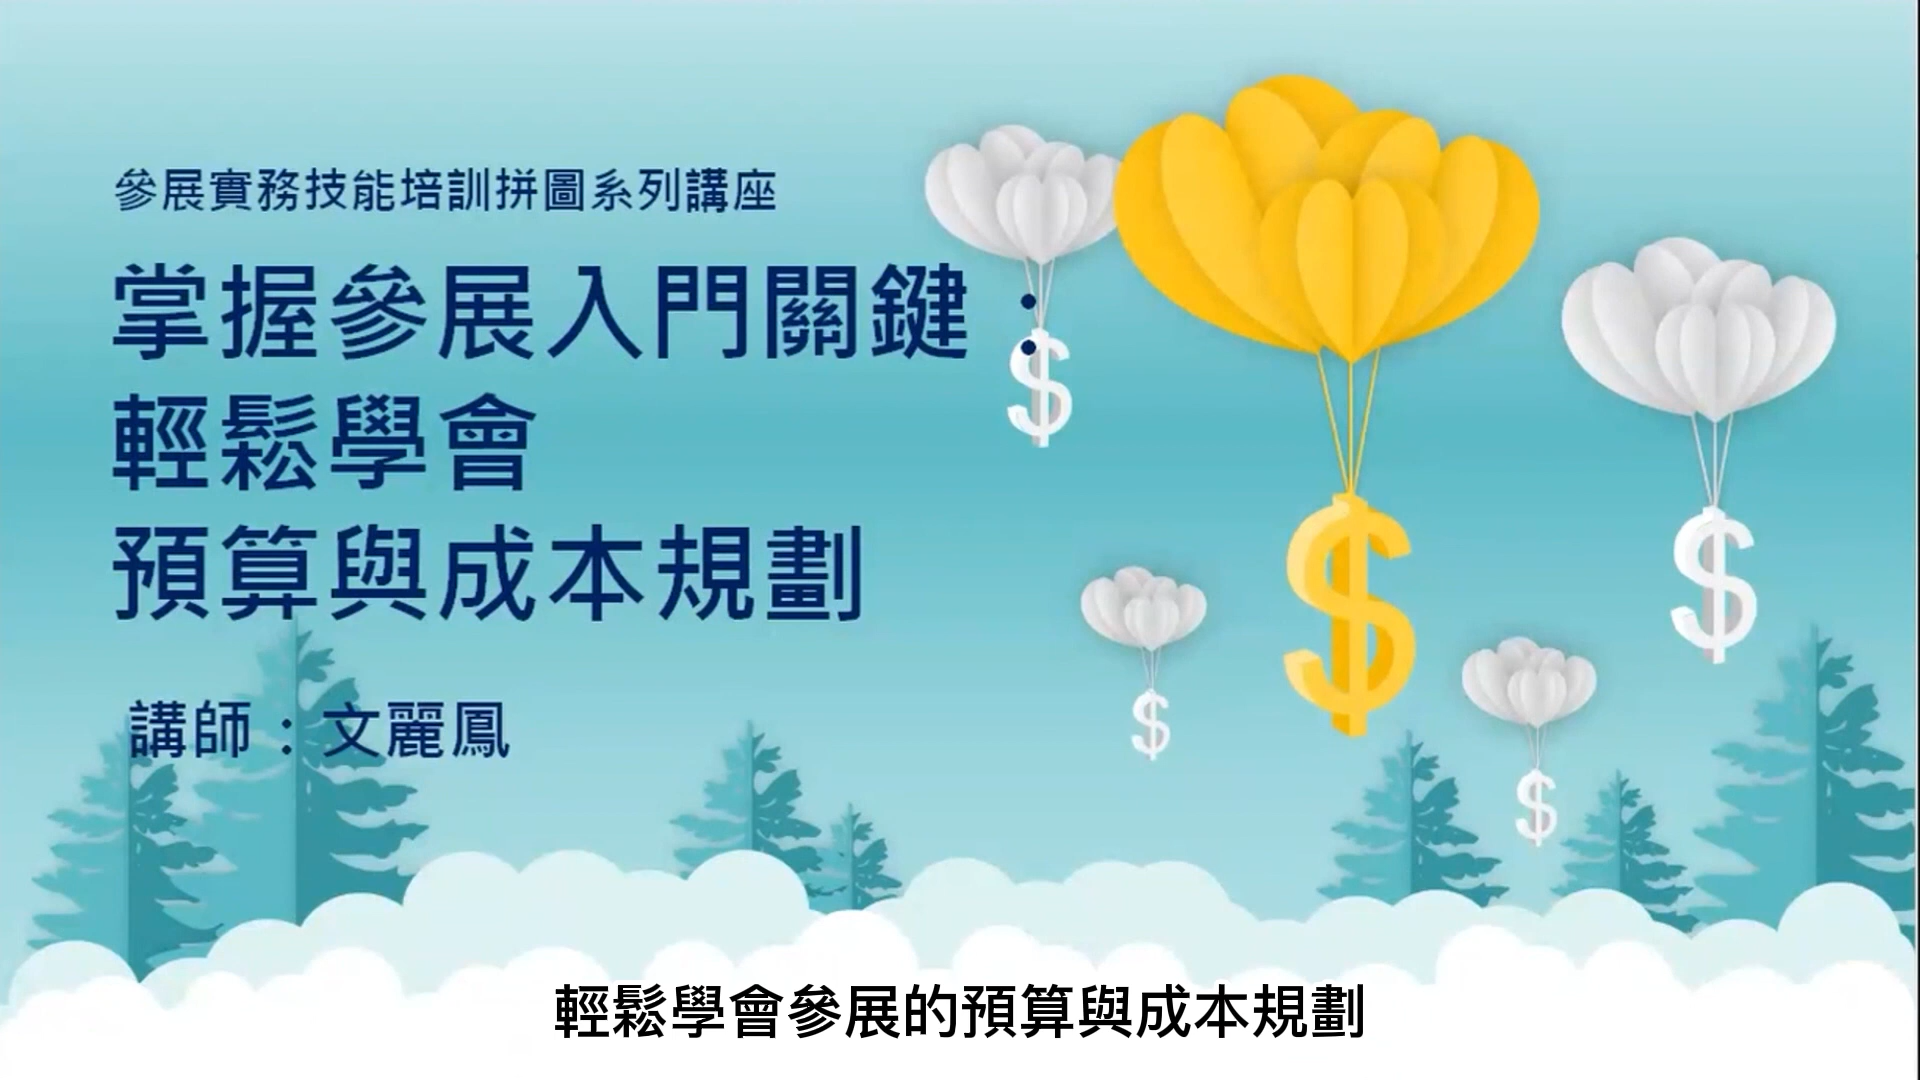 參展實務技能培訓拼圖系列講座
掌握參展入門關鍵：
輕鬆學會
預算與成本規劃
講師：文麗鳳
$
$
$
$
$
輕鬆學會參展的預算與成本規劃